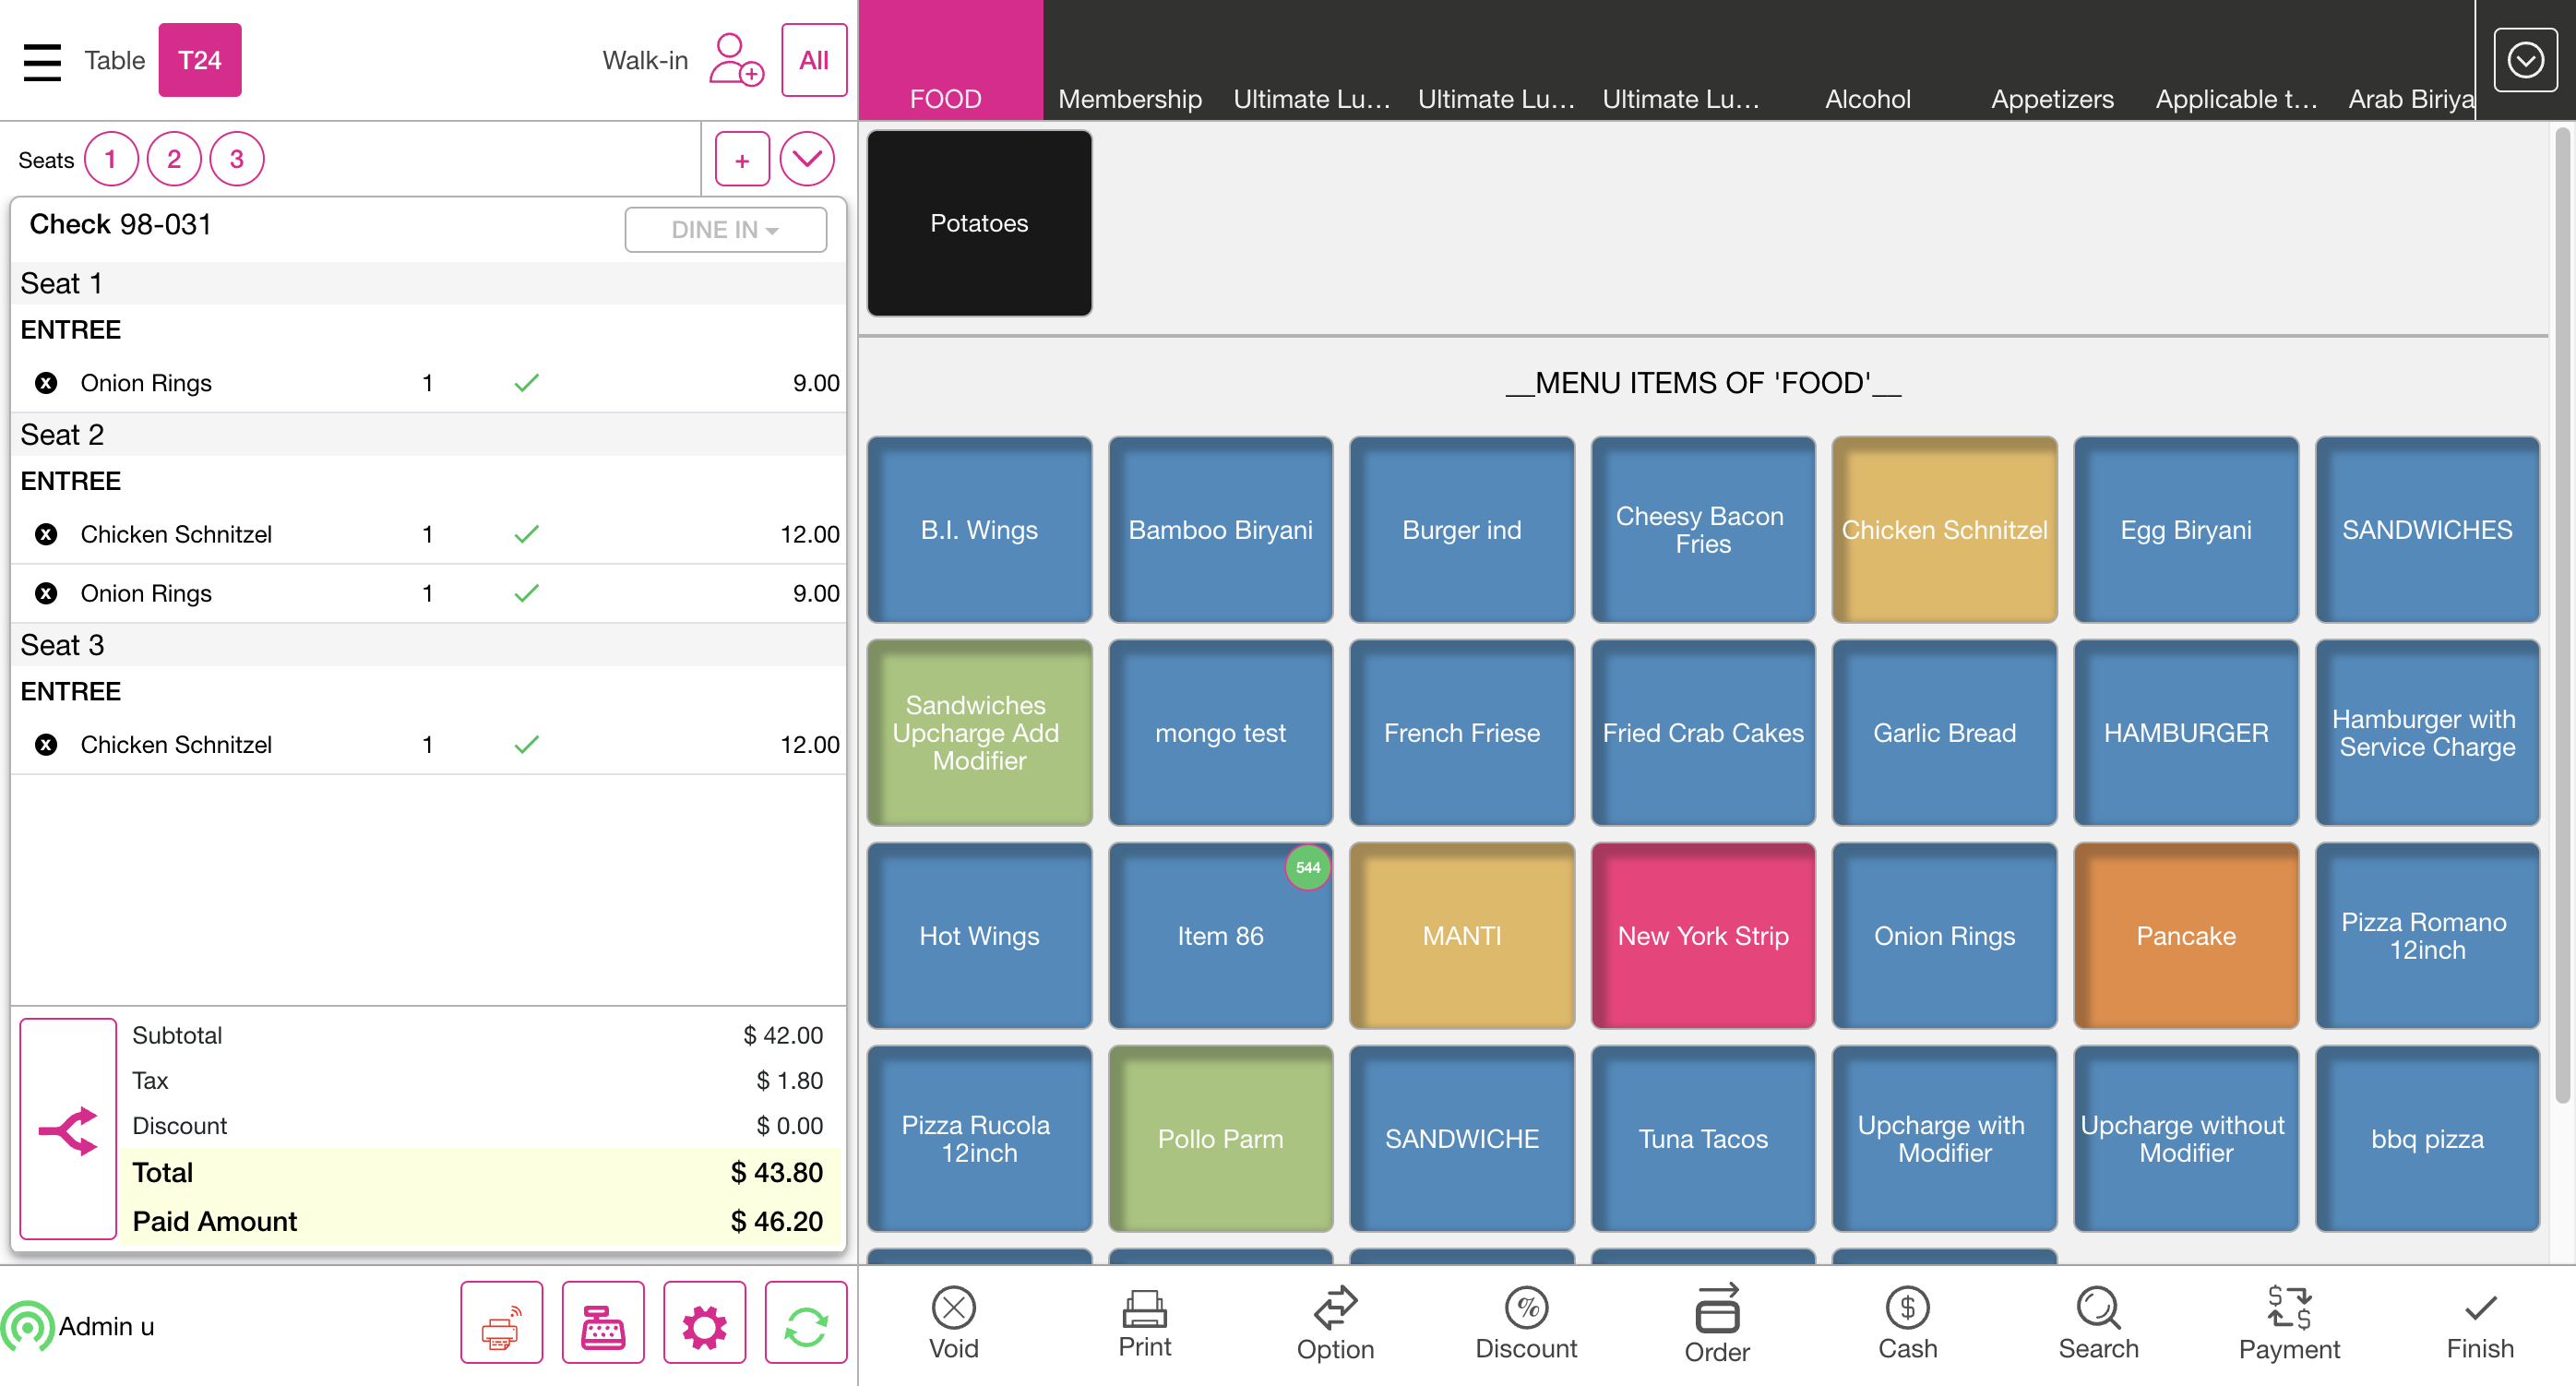 Table T24 Walk-in All
Seats 1 2 3 +
Check 98-031 DINE IN
Seat 1
ENTREE
x Onion Rings 1 9.00
Seat 2
ENTREE
x Chicken Schnitzel 1 12.00
x Onion Rings 1 9.00
Seat 3
ENTREE
x Chicken Schnitzel 1 12.00
Subtotal $ 42.00
Tax $ 1.80
Discount $ 0.00
Total $ 43.80
Paid Amount $ 46.20
Admin u
FOOD Membership Ultimate Lu... Ultimate Lu... Ultimate Lu... Alcohol Appetizers Applicable t... Arab Biriya
Potatoes
__MENU ITEMS OF 'FOOD'__
B.I. Wings
Bamboo Biryani
Burger ind
Cheesy Bacon
Fries
Chicken Schnitzel
Egg Biryani
SANDWICHES
Sandwiches
Upcharge Add
Modifier
mongo test
French Friese
Fried Crab Cakes
Garlic Bread
HAMBURGER
Hamburger with
Service Charge
Hot Wings
544
Item 86
MANTI
New York Strip
Onion Rings
Pancake
Pizza Romano
12inch
Pizza Rucola
12inch
Pollo Parm
SANDWICHE
Tuna Tacos
Upcharge with
Modifier
Upcharge without
Modifier
bbq pizza
Void Print Option Discount Order Cash Search Payment Finish